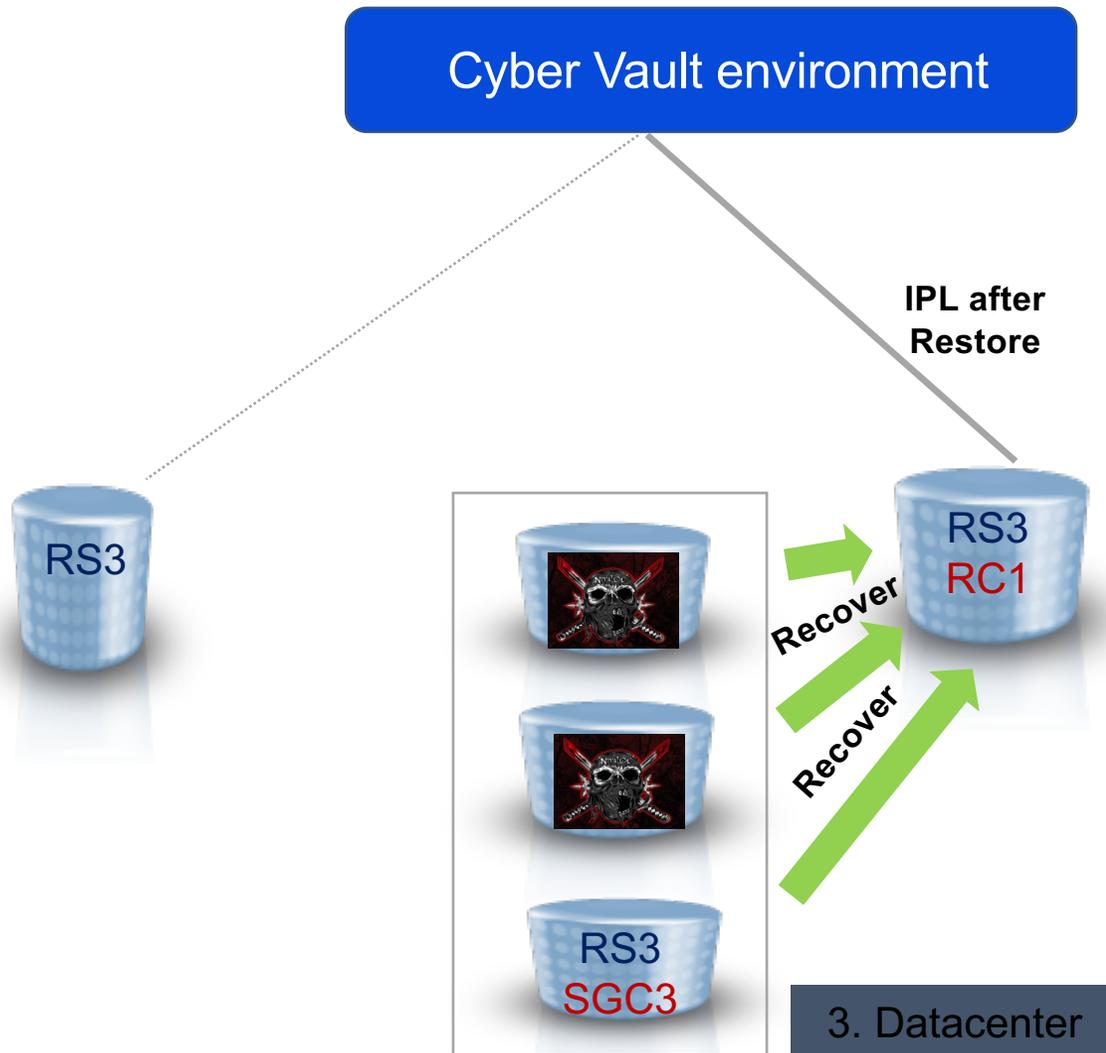 Cyber Vault environment
IPL after
Restore
RS3
RS3
RC1
Recover
Recover
RS3
SGC3
3. Datacenter